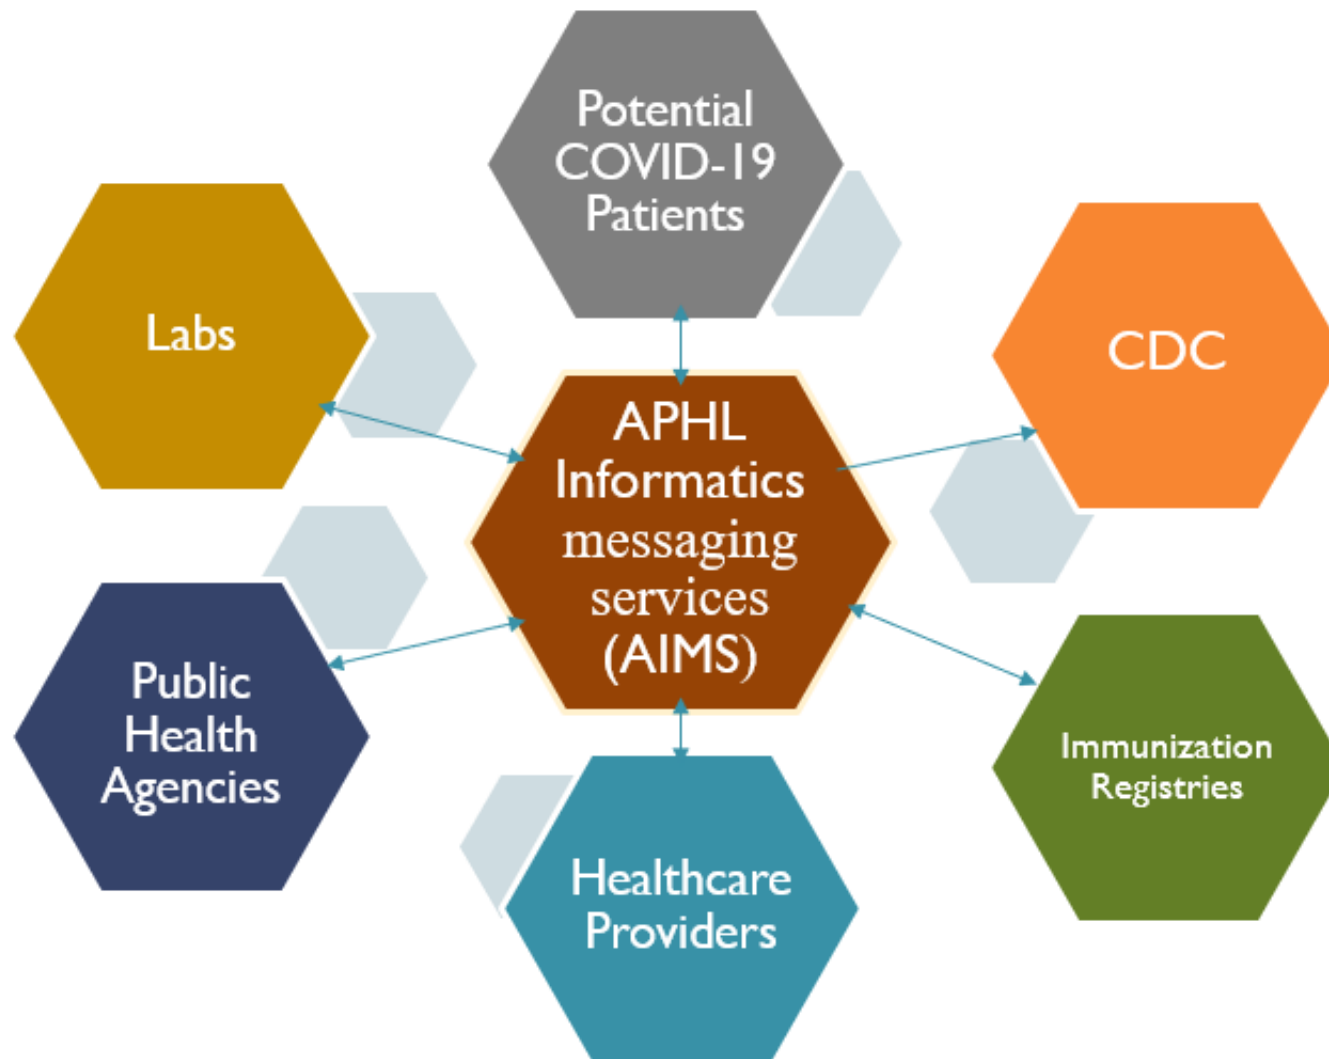 Potential
COVID-19
Patients
Labs
CDC
APHL
Informatics
messaging
services
(AIMS)
Public
Health
Agencies
Immunization
Registries
Healthcare
Providers